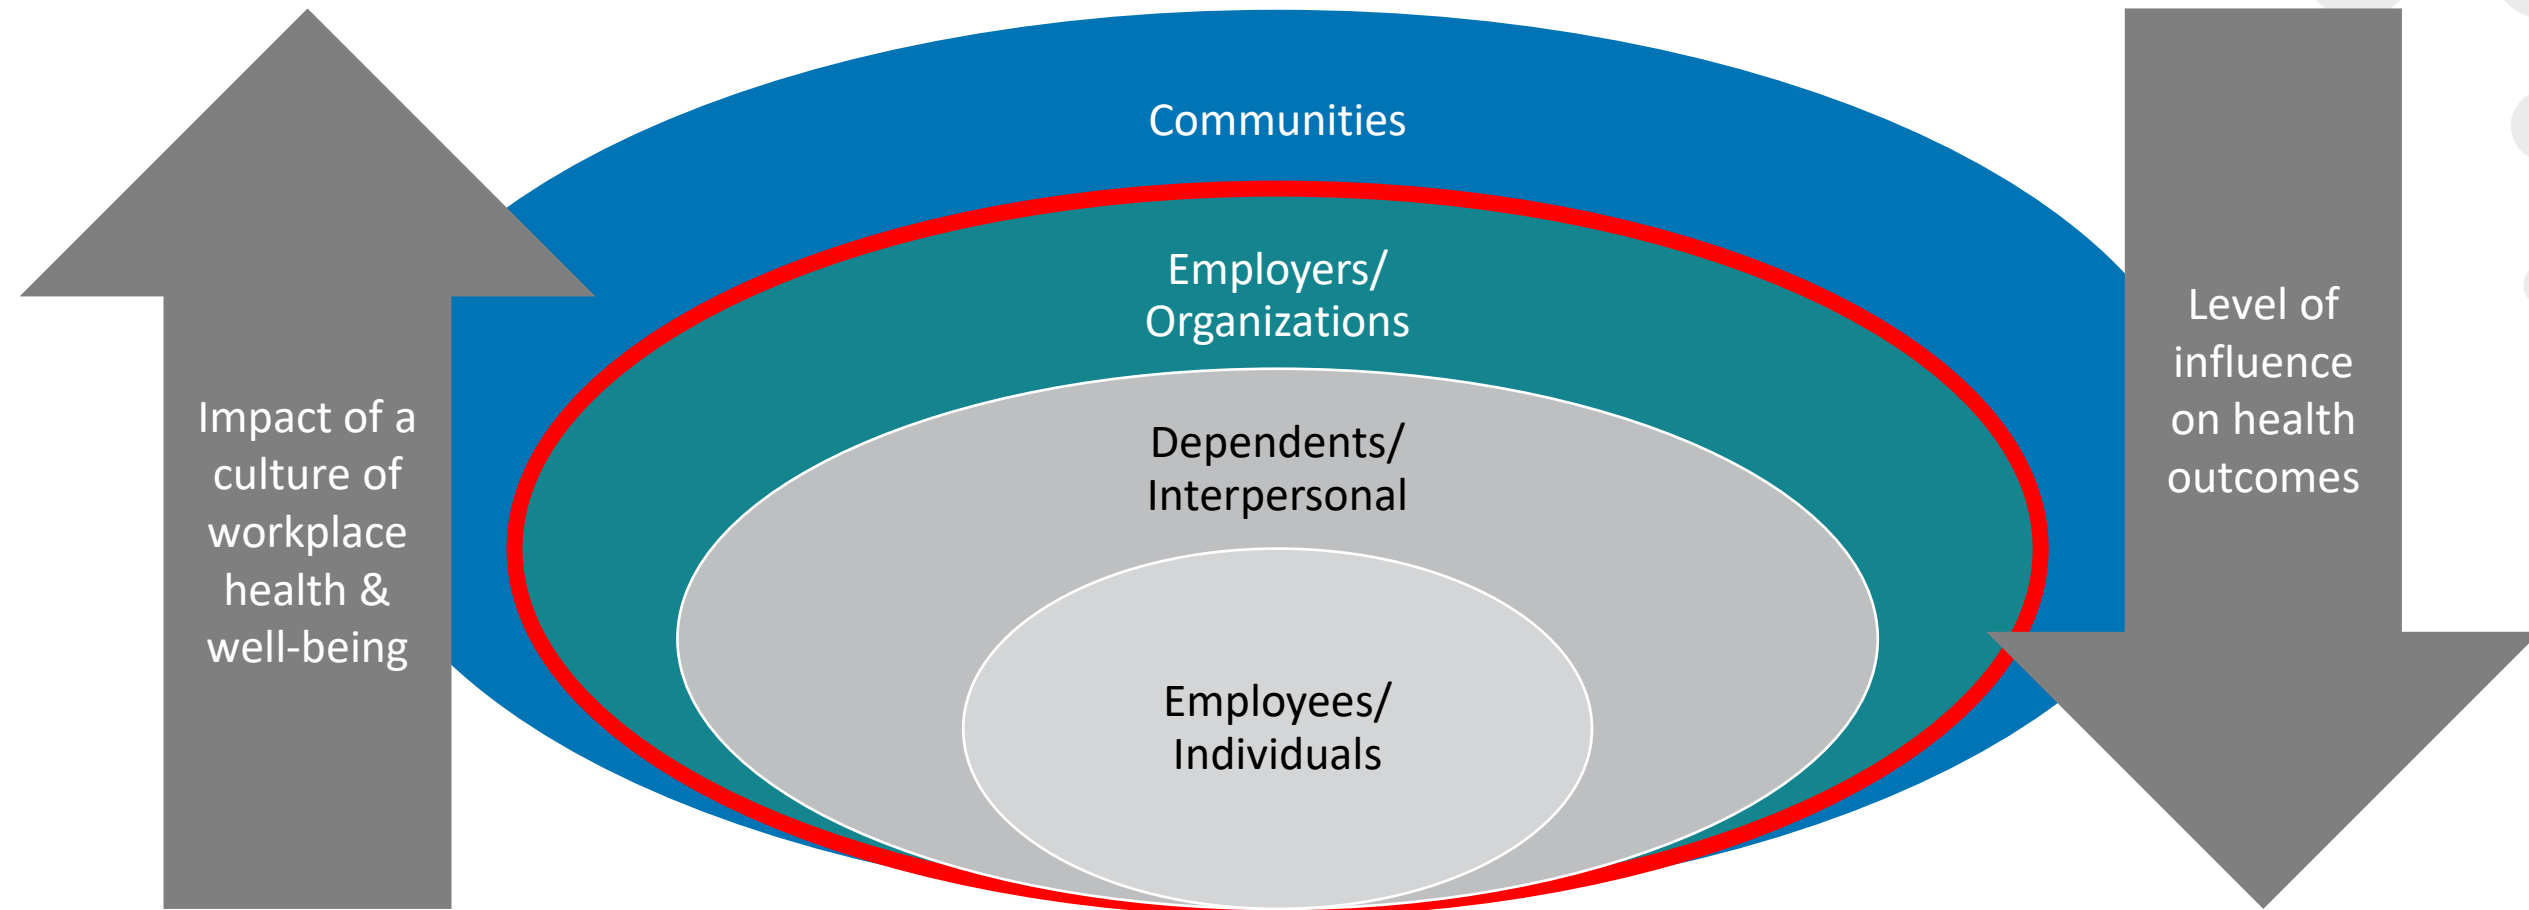 Communities
Employers/
Organizations
Dependents/
Interpersonal
Employees/
Individuals
Impact of a
culture of
workplace
health &
well-being
Level of
influence
on health
outcomes